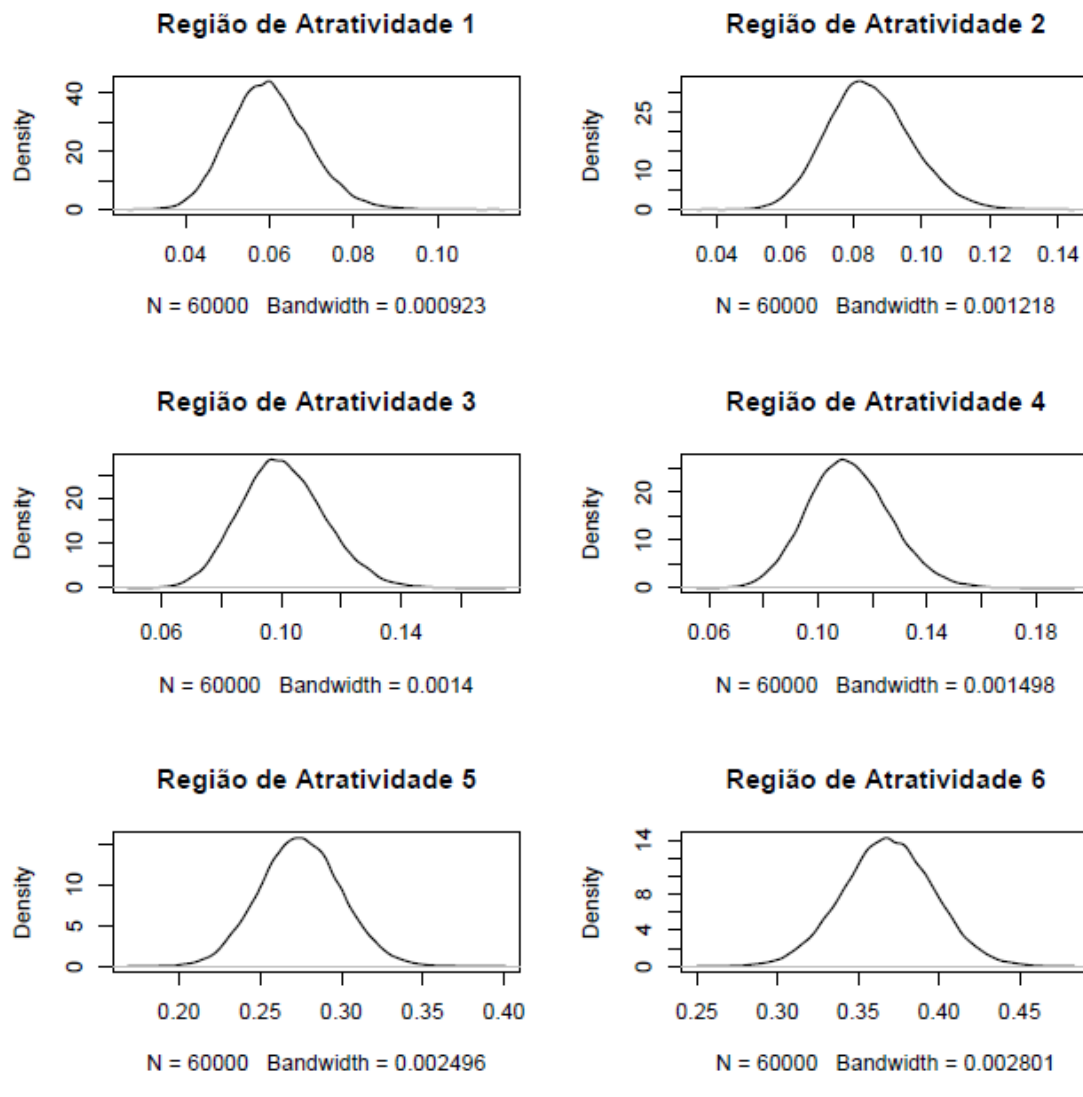 Região de Atratividade 1
Density
0 20 40
0.04 0.06 0.08 0.10
N = 60000 Bandwidth = 0.000923
Região de Atratividade 2
Density
0 10 25
0.04 0.06 0.08 0.10 0.12 0.14
N = 60000 Bandwidth = 0.001218
Região de Atratividade 3
Density
0 10 20
0.06 0.10 0.14
N = 60000 Bandwidth = 0.0014
Região de Atratividade 4
Density
0 10 20
0.06 0.10 0.14 0.18
N = 60000 Bandwidth = 0.001498
Região de Atratividade 5
Density
0 5 10
0.20 0.25 0.30 0.35 0.40
N = 60000 Bandwidth = 0.002496
Região de Atratividade 6
Density
0 4 8 14
0.25 0.30 0.35 0.40 0.45
N = 60000 Bandwidth = 0.002801